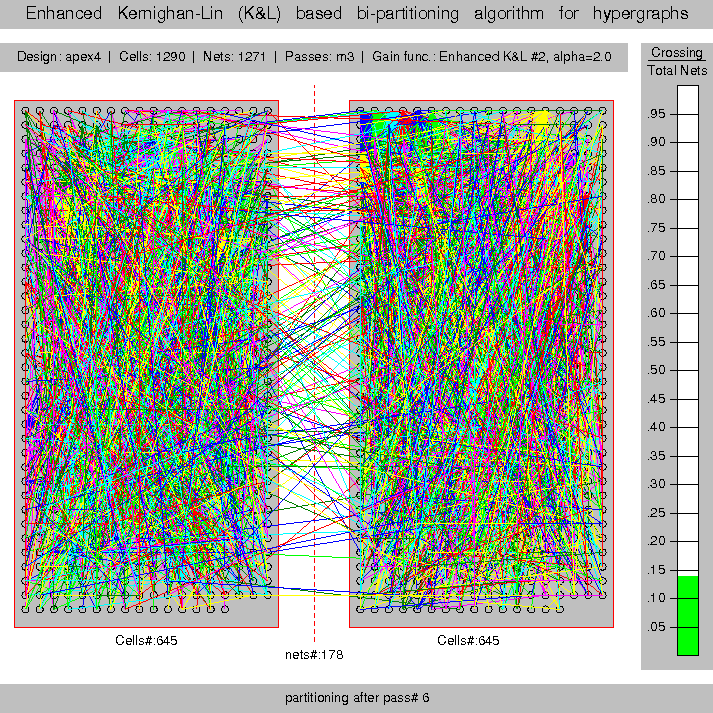 Enhanced Kernighan-Lin (K&L) based bi-partitioning algorithm for hypergraphs
Design: apex4 | Cells: 1290 | Nets: 1271 | Passes: m3 | Gain func.: Enhanced K&L #2, alpha=2.0
Crossing
Total Nets
.95
.90
.85
.80
.75
.70
.65
.60
.55
.50
.45
.40
.35
.30
.25
.20
.15
.10
.05
Cells#:645
Cells#:645
nets#:178
partitioning after pass# 6